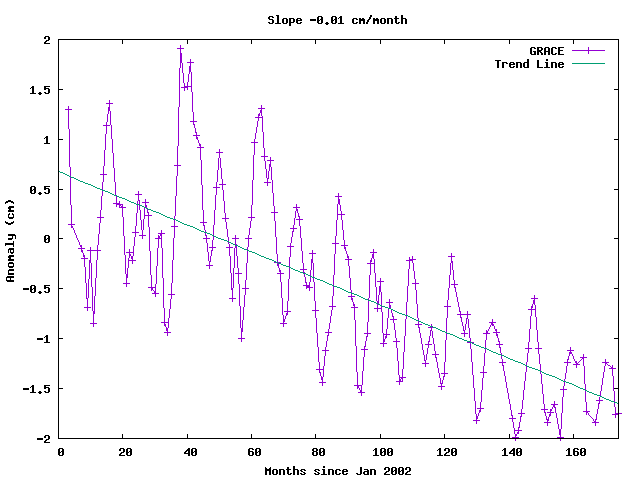 Slope -0.01 cm/month
GRACE
Trend Line
2
1.5
1
0.5
0
-0.5
-1
-1.5
-2
Anomaly (cm)
0 20 40 60 80 100 120 140 160
Months since Jan 2002